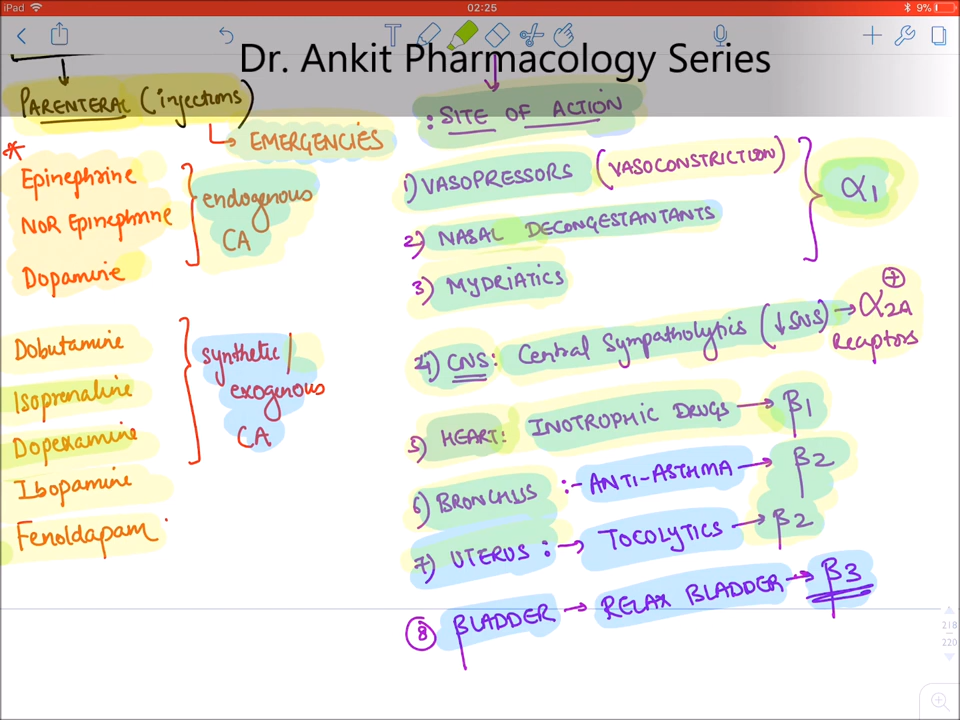 iPad
02:25
9%
Dr. Ankit Pharmacology Series
PARENTERAL (injections)
EMERGENCIES
* Epinephrine
NOR Epinephrine
Dopamine
endogenous
CA
Dobutamine
Isoprenaline
Dopexamine
Ibopamine
Fenoldapam
synthetic |
exogenous
CA
: SITE OF ACTION
1) VASOPRESSORS (VASOCONSTRICTION)
2) NASAL DECONGESTANTANTS
3) MYDRIATICS
α1
4) CNS: Central Sympatholytics (↓SNS) → α2A
+
Receptors
5) HEART: INOTROPHIC DRUGS → β1
6) BRONCHUS :- ANTI-ASTHMA → β2
7) UTERUS : → TOCOLYTICS → β2
8 BLADDER → RELAX BLADDER → β3
218
220